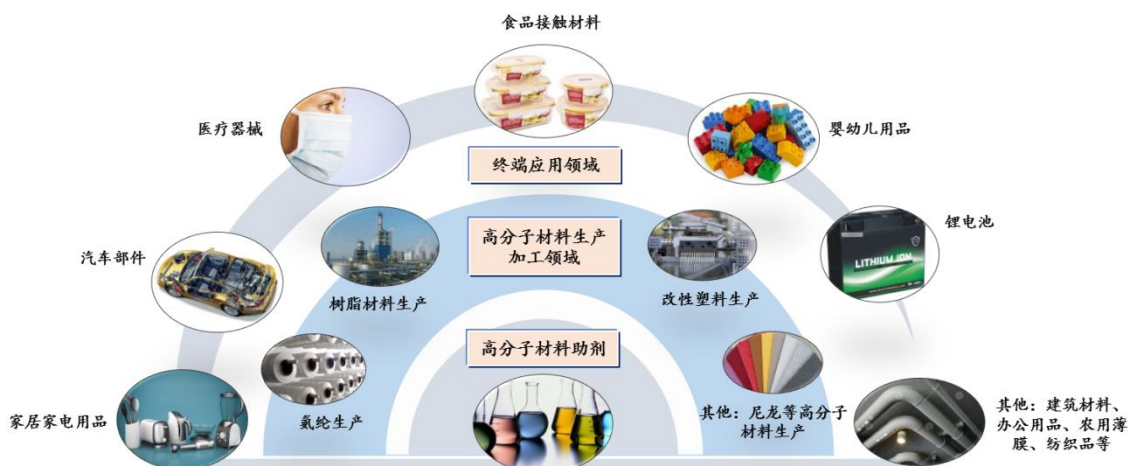 食品接触材料
医疗器械
婴幼儿用品
终端应用领域
锂电池
LITHIUM ION
汽车部件
高分子材料生产
加工领域
树脂材料生产
改性塑料生产
高分子材料助剂
家居家电用品
氨纶生产
其他：尼龙等高分子
材料生产
其他：建筑材料、
办公用品、农用薄
膜、纺织品等